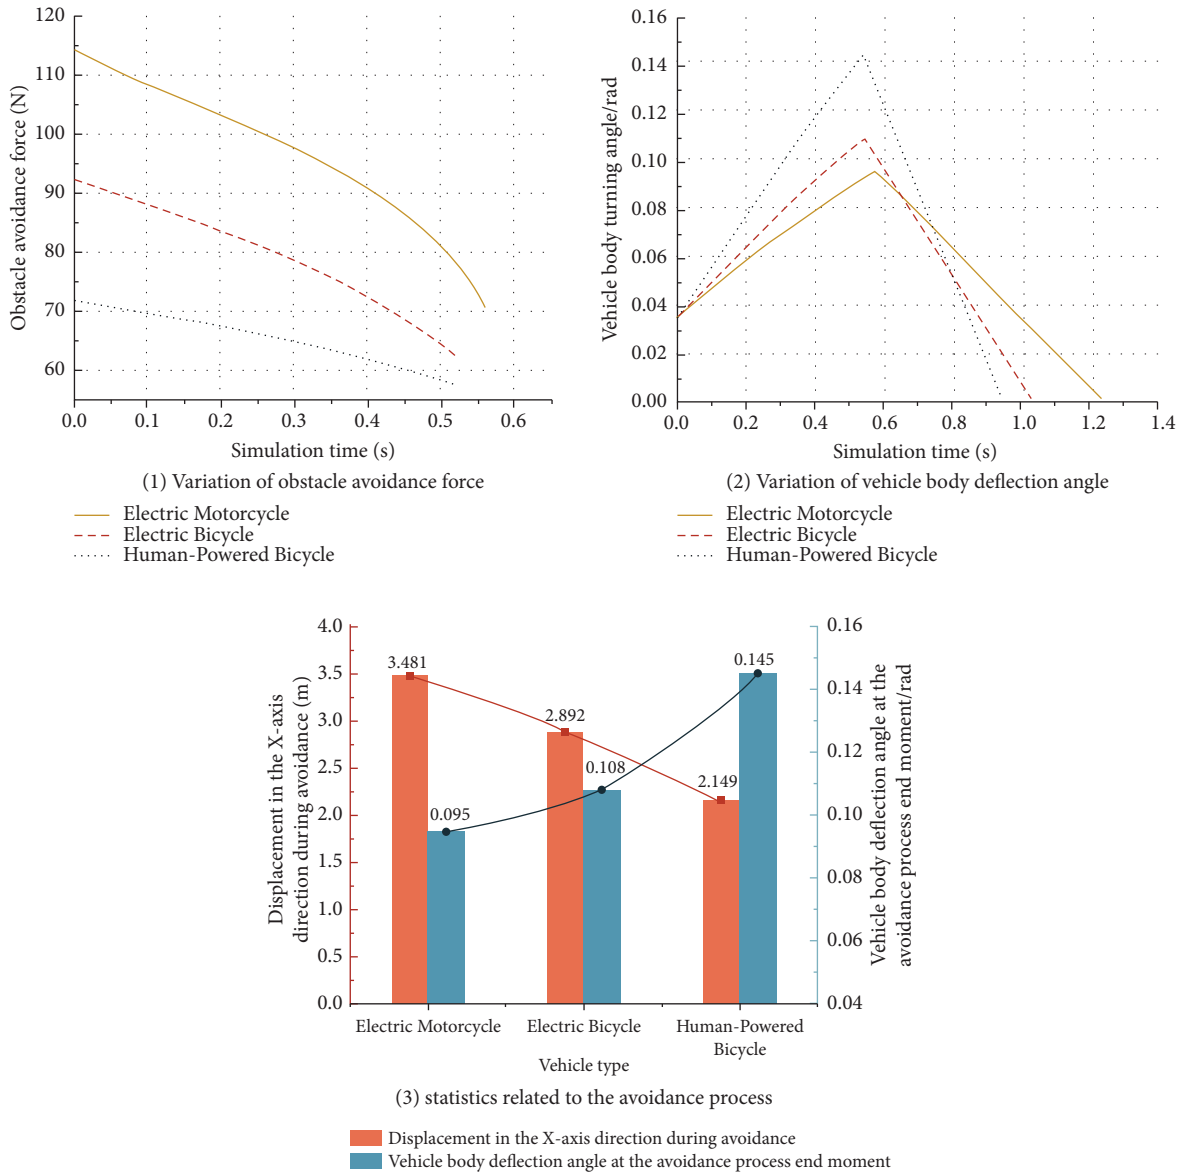 120
110
100
90
80
70
60
Obstacle avoidance force (N)
0.0 0.1 0.2 0.3 0.4 0.5 0.6
Simulation time (s)
(1) Variation of obstacle avoidance force
Electric Motorcycle
Electric Bicycle
Human-Powered Bicycle
0.16
0.14
0.12
0.10
0.08
0.06
0.04
0.02
0.00
Vehicle body turning angle/rad
0.0 0.2 0.4 0.6 0.8 1.0 1.2 1.4
Simulation time (s)
(2) Variation of vehicle body deflection angle
Electric Motorcycle
Electric Bicycle
Human-Powered Bicycle
4.0
3.5
3.0
2.5
2.0
1.5
1.0
0.5
0.0
Displacement in the X-axis
direction during avoidance (m)
3.481
2.892
2.149
0.095
0.108
0.145
0.16
0.14
0.12
0.10
0.08
0.06
0.04
Vehicle body deflection angle at the
avoidance process end moment/rad
Electric Motorcycle
Electric Bicycle
Human-Powered
Bicycle
Vehicle type
(3) statistics related to the avoidance process
Displacement in the X-axis direction during avoidance
Vehicle body deflection angle at the avoidance process end moment